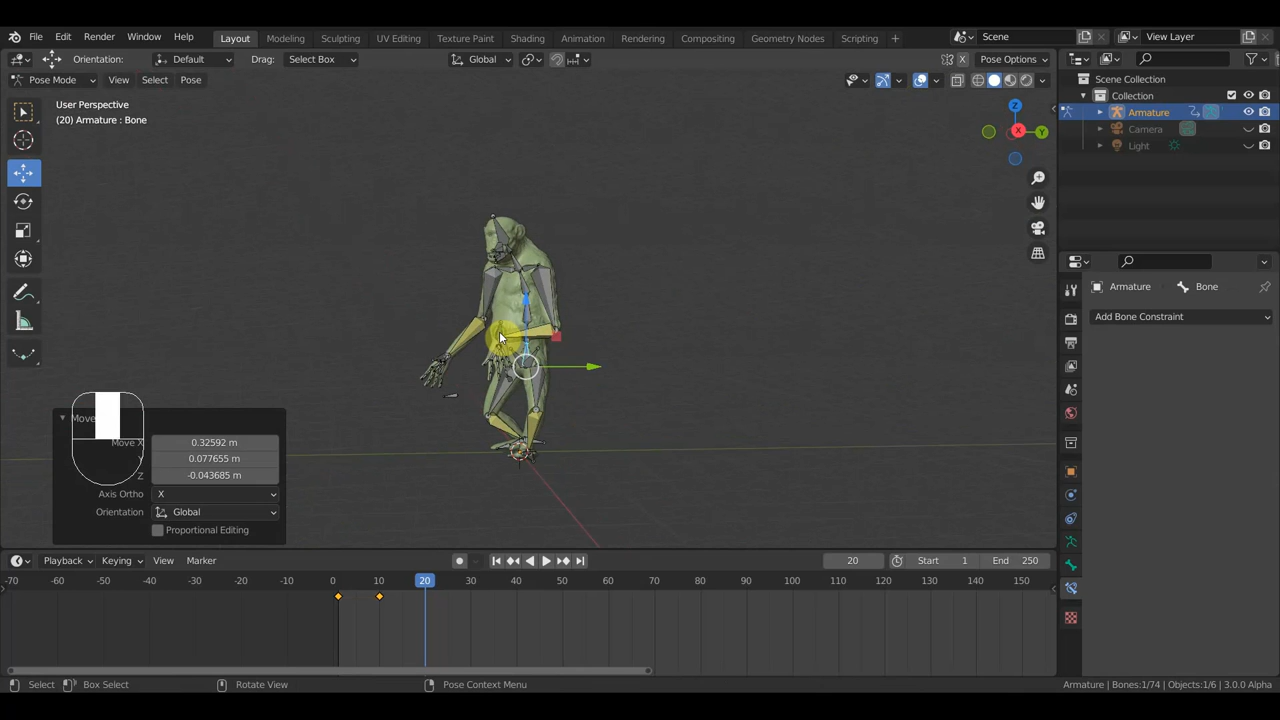 File Edit Render Window Help Layout Modeling Sculpting UV Editing Texture Paint Shading Animation Rendering Compositing Geometry Nodes Scripting + Scene View Layer
Orientation: Default Drag: Select Box Global X Pose Options
Pose Mode View Select Pose
Scene Collection
Collection
Armature
Camera
Light
User Perspective
(20) Armature : Bone
Z
X
Y
Armature Bone
Add Bone Constraint
Move
Move X 0.32592 m
Y 0.077655 m
Z -0.043685 m
Axis Ortho X
Orientation Global
Proportional Editing
Playback Keying View Marker 20 Start 1 End 250
-70 -60 -50 -40 -30 -20 -10 0 10 20 30 40 50 60 70 80 90 100 110 120 130 140 150
Select Box Select Rotate View Pose Context Menu Armature | Bones:1/74 | Objects:1/6 | 3.0.0 Alpha